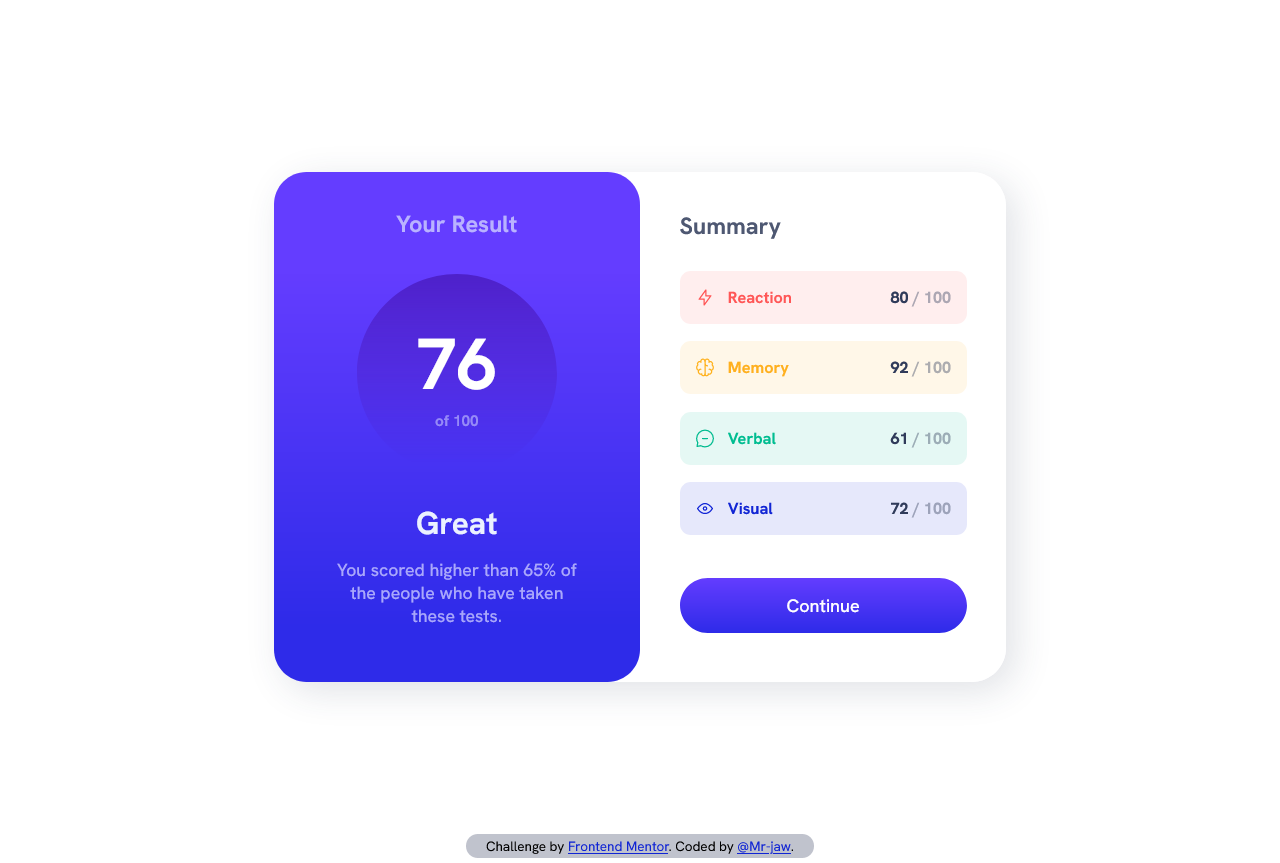 Your Result
76
of 100
Great
You scored higher than 65% of
the people who have taken
these tests.
Summary
Reaction 80 / 100
Memory 92 / 100
Verbal 61 / 100
Visual 72 / 100
Continue
Challenge by Frontend Mentor. Coded by @Mr-jaw.